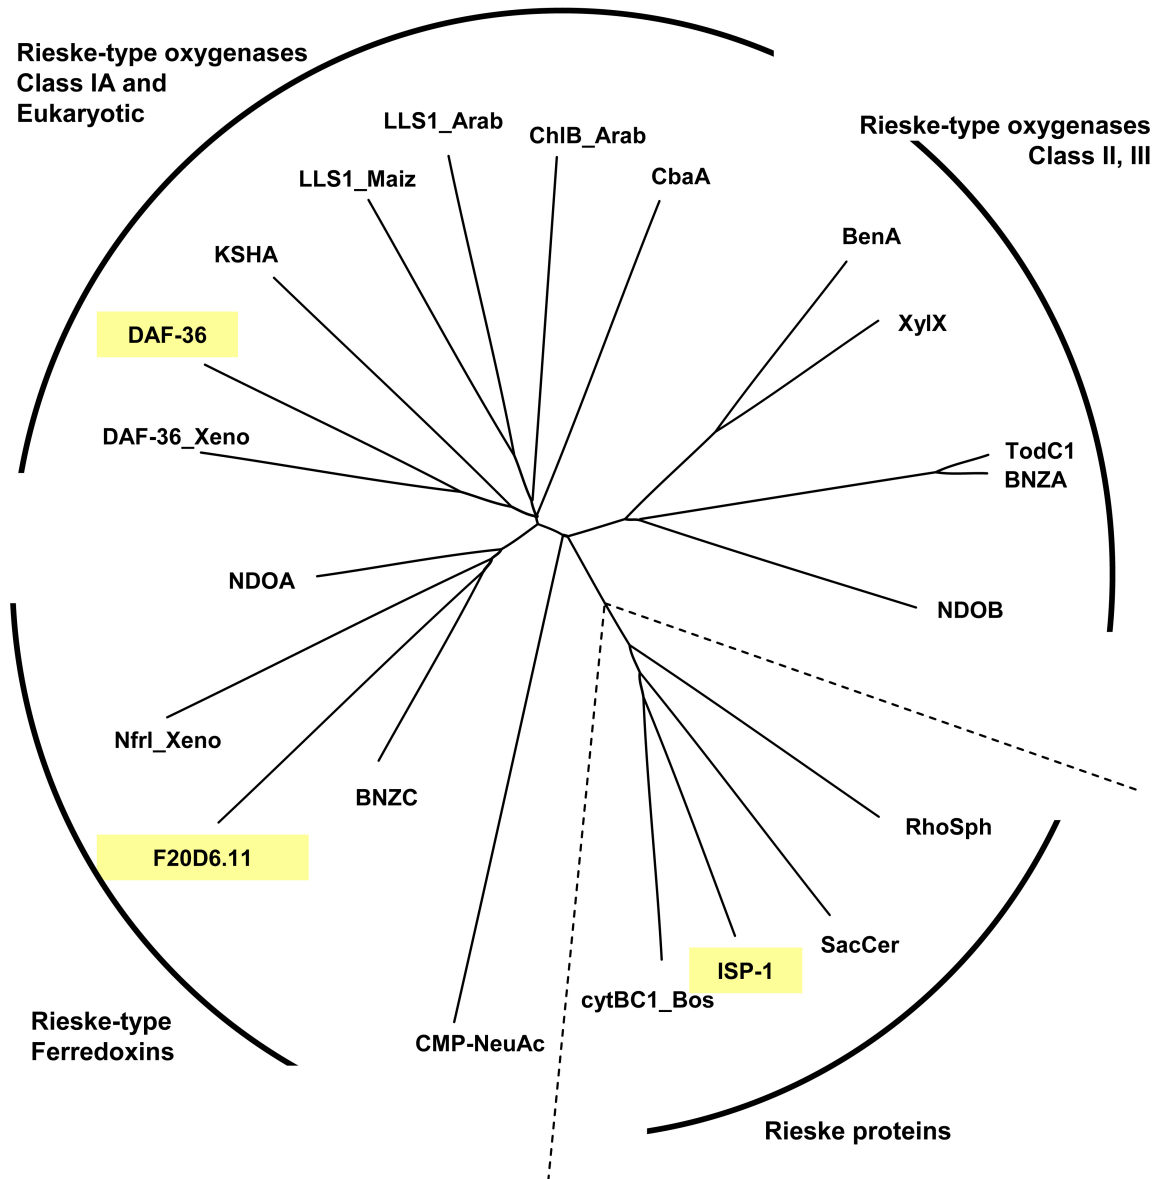 Rieske-type oxygenases
Class IA and
Eukaryotic
LLS1_Arab
ChlB_Arab
Rieske-type oxygenases
Class II, III
LLS1_Maiz
CbaA
KSHA
BenA
DAF-36
XylX
DAF-36_Xeno
TodC1
BNZA
NDOA
NDOB
Nfrl_Xeno
BNZC
RhoSph
F20D6.11
SacCer
ISP-1
cytBC1_Bos
Rieske-type
Ferredoxins
CMP-NeuAc
Rieske proteins